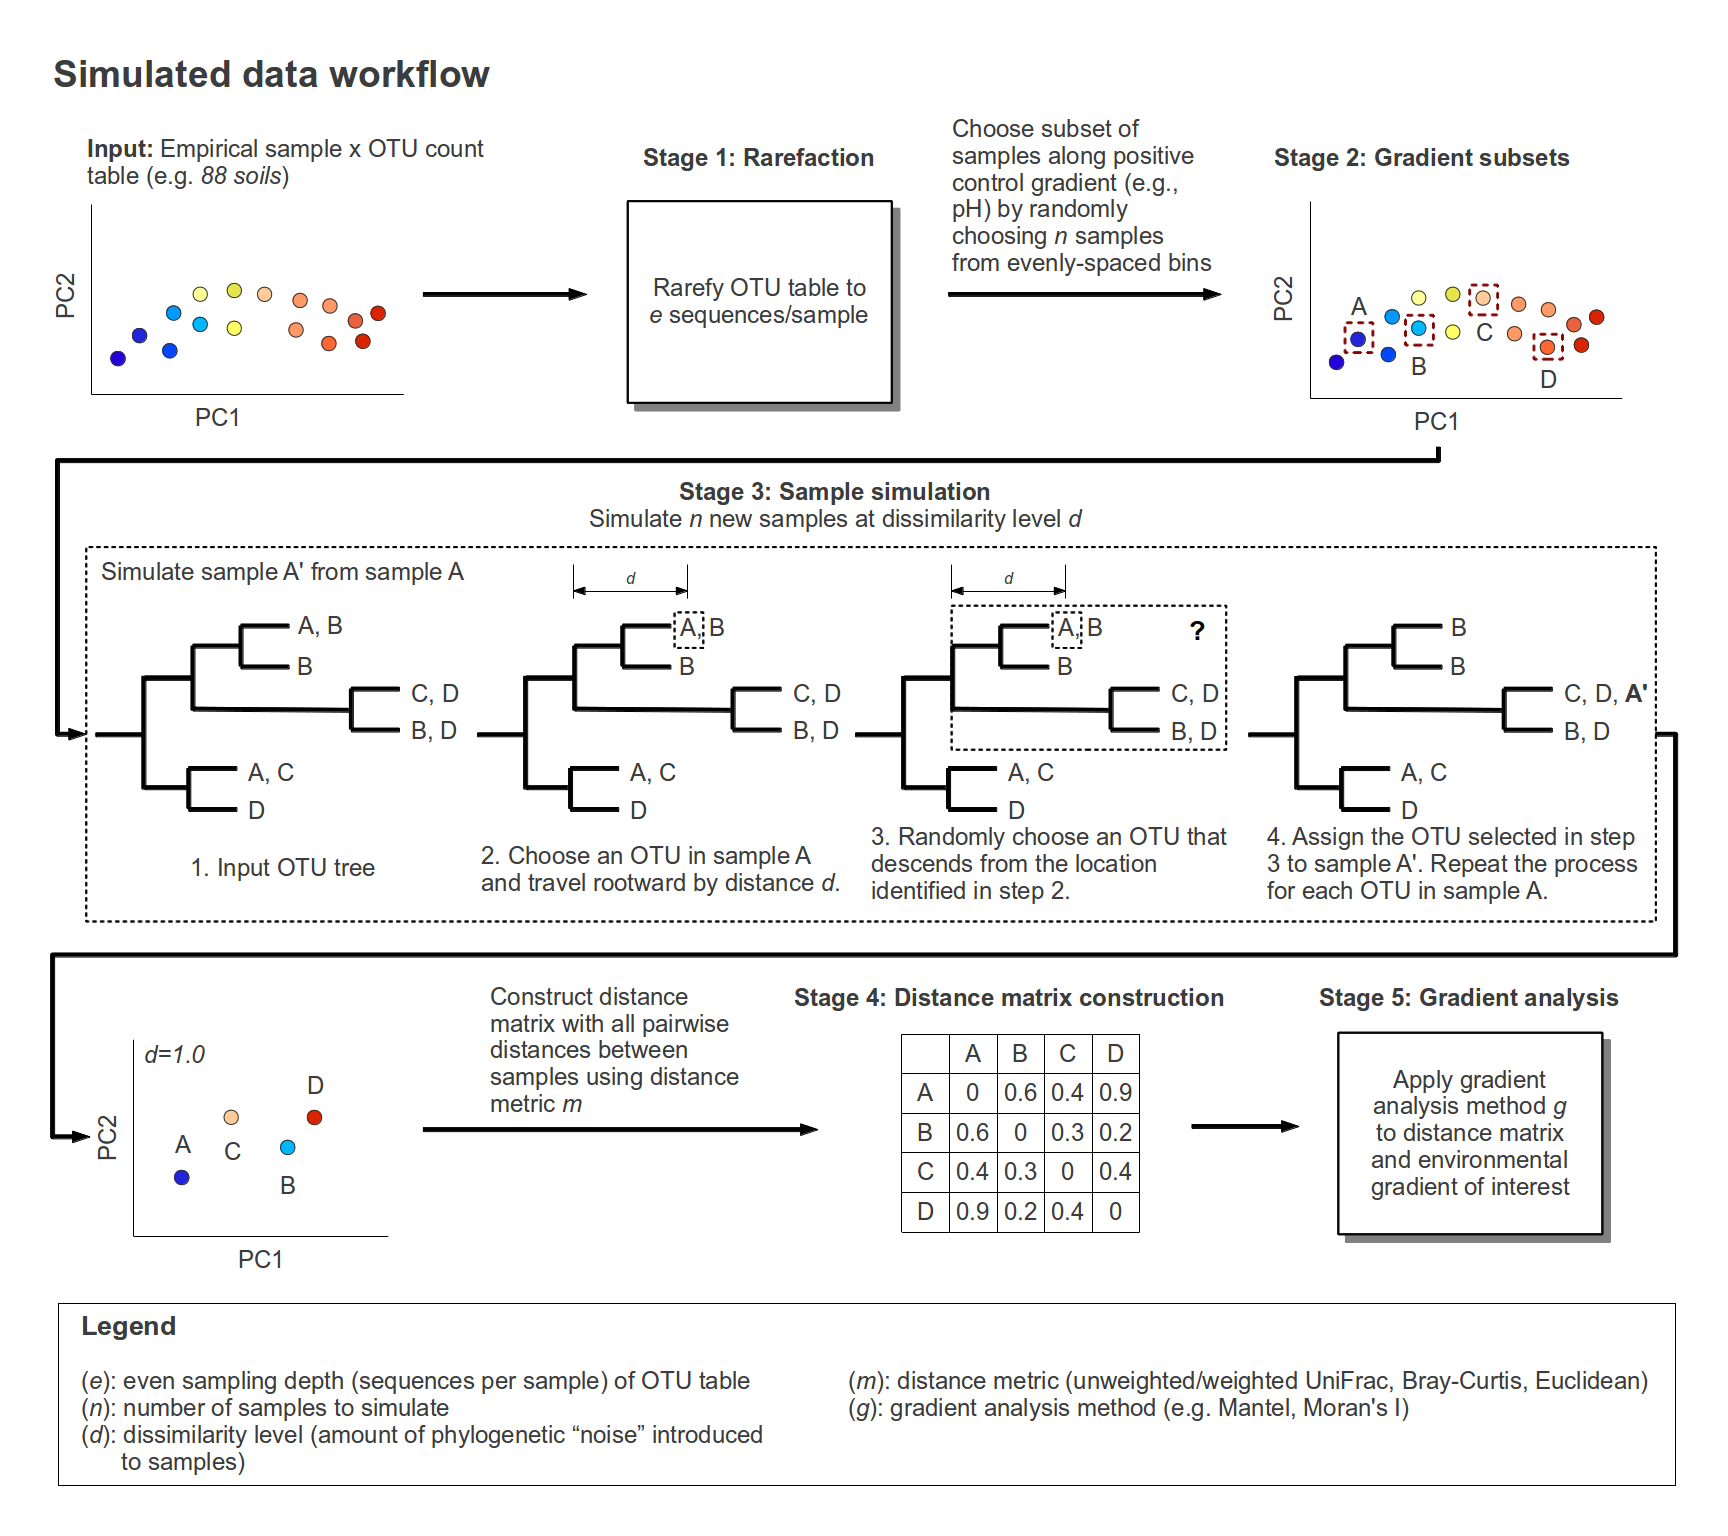 Simulated data workflow
Input: Empirical sample x OTU count
table (e.g. 88 soils)
PC2
PC1
Stage 1: Rarefaction
Rarefy OTU table to
e sequences/sample
Choose subset of
samples along positive
control gradient (e.g.,
pH) by randomly
choosing n samples
from evenly-spaced bins
Stage 2: Gradient subsets
PC2
A
B
C
D
PC1
Stage 3: Sample simulation
Simulate n new samples at dissimilarity level d
Simulate sample A' from sample A
A, B
B
C, D
B, D
A, C
D
1. Input OTU tree
d
A, B
B
C, D
B, D
A, C
D
2. Choose an OTU in sample A
and travel rootward by distance d.
d
A, B
?
B
C, D
B, D
A, C
D
3. Randomly choose an OTU that
descends from the location
identified in step 2.
B
B
C, D, A'
B, D
A, C
D
4. Assign the OTU selected in step
3 to sample A'. Repeat the process
for each OTU in sample A.
d=1.0
PC2
D
A
C
B
PC1
Construct distance
matrix with all pairwise
distances between
samples using distance
metric m
Stage 4: Distance matrix construction
A B C D
A 0 0.6 0.4 0.9
B 0.6 0 0.3 0.2
C 0.4 0.3 0 0.4
D 0.9 0.2 0.4 0
Stage 5: Gradient analysis
Apply gradient
analysis method g
to distance matrix
and environmental
gradient of interest
Legend
(e): even sampling depth (sequences per sample) of OTU table
(n): number of samples to simulate
(d): dissimilarity level (amount of phylogenetic “noise” introduced
to samples)
(m): distance metric (unweighted/weighted UniFrac, Bray-Curtis, Euclidean)
(g): gradient analysis method (e.g. Mantel, Moran's I)